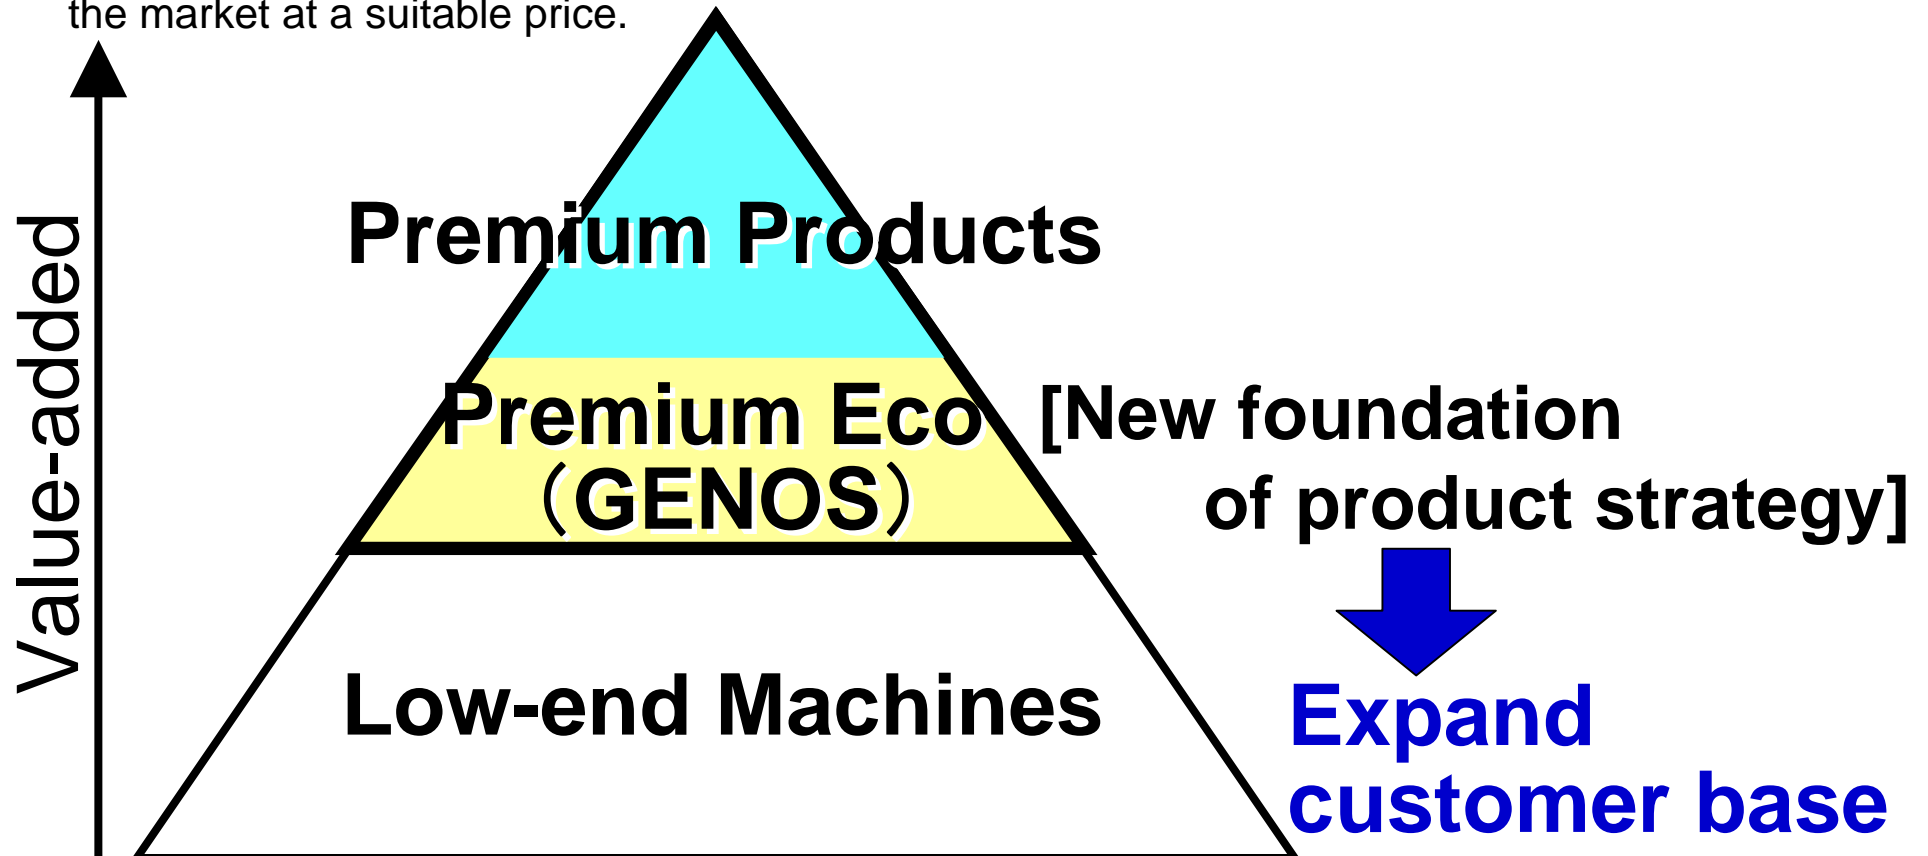 the market at a suitable price.
Value-added
Premium Products
Premium Eco
（GENOS）
[New foundation
of product strategy]
Low-end Machines
Expand
customer base